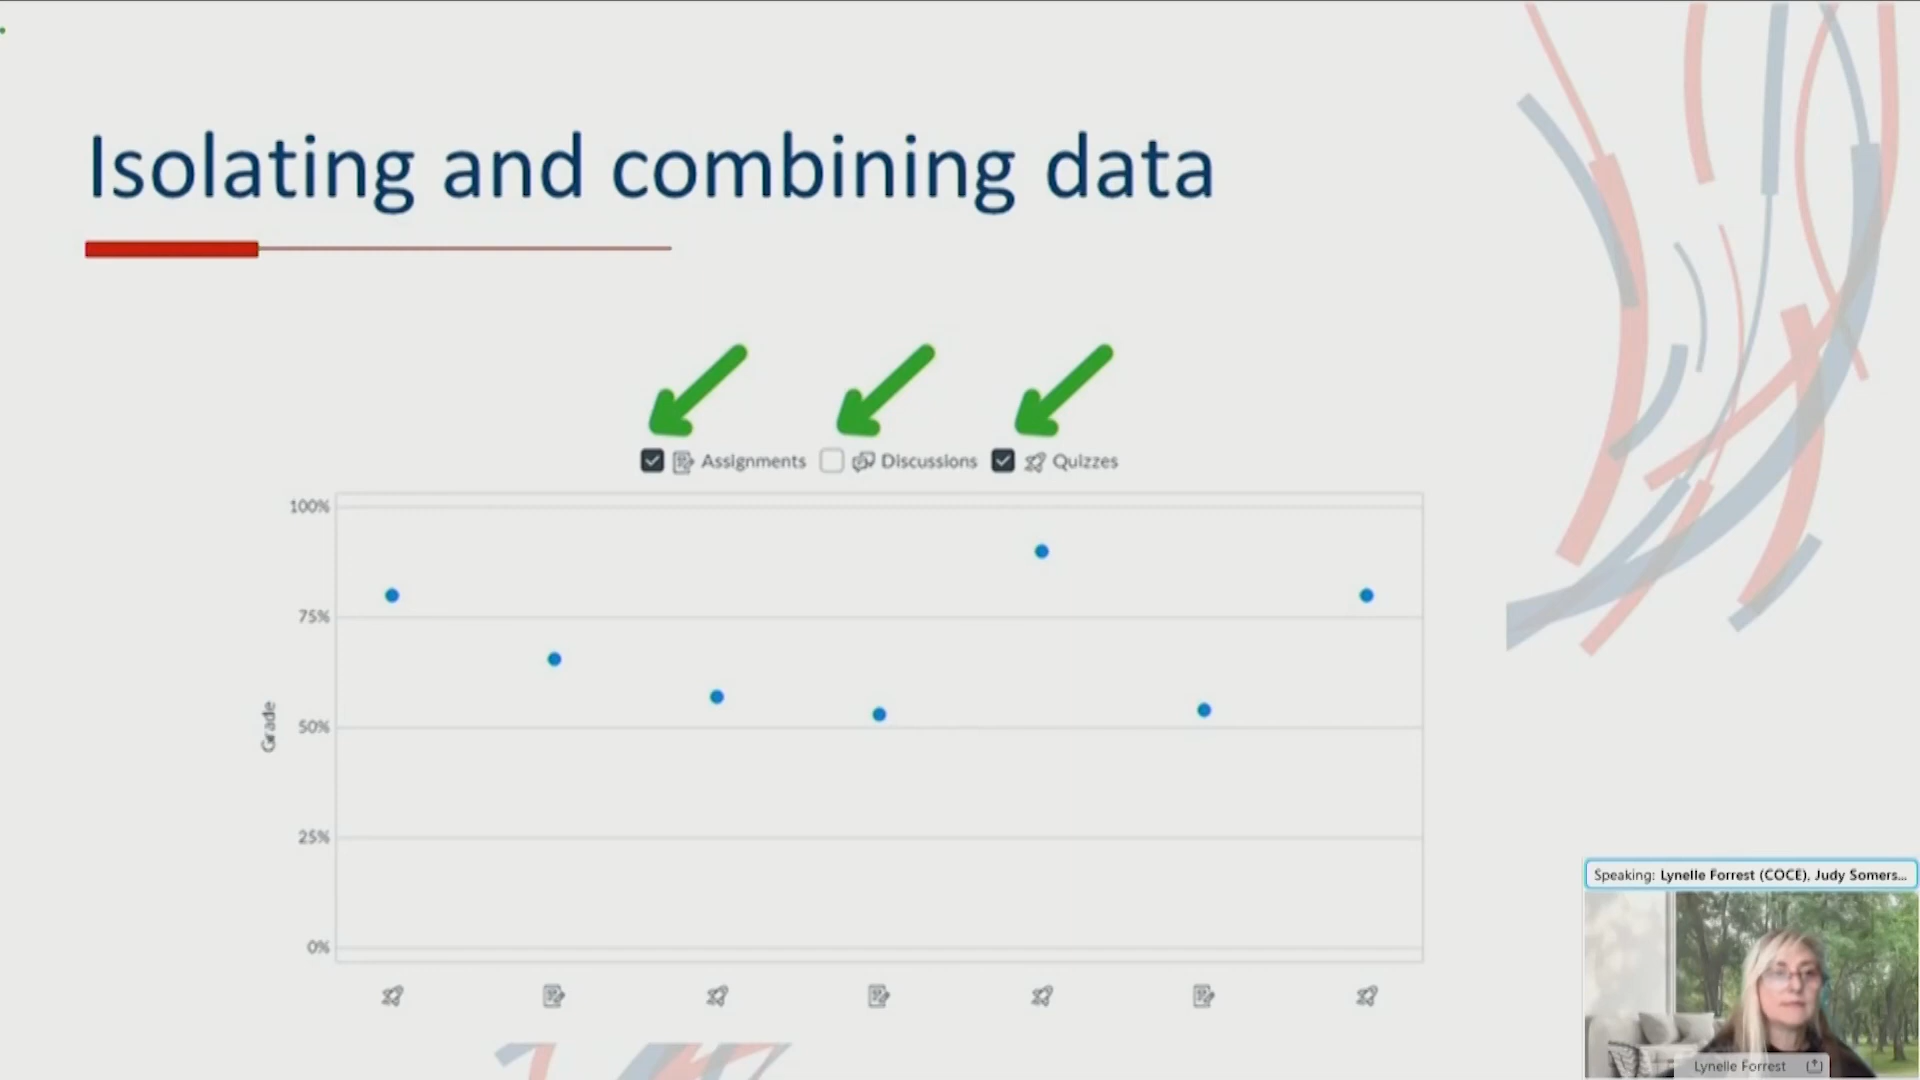 Isolating and combining data
Assignments Discussions Quizzes
100%
75%
50%
25%
0%
Grade
Speaking: Lynelle Forrest (COCE), Judy Somers...
Lynelle Forrest